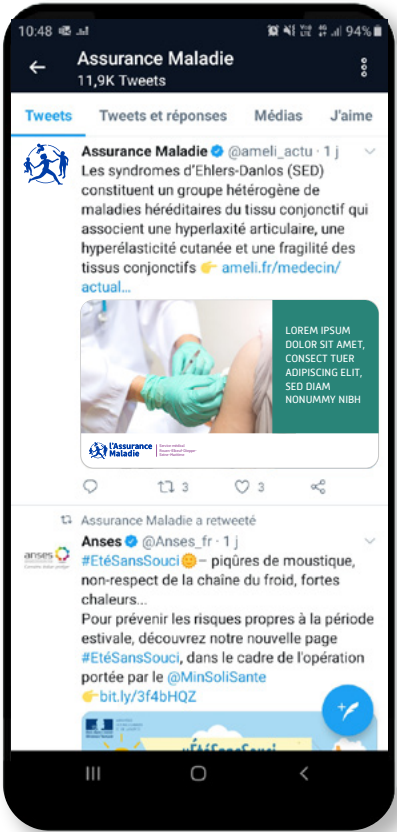 10:48
94%
Assurance Maladie
11,9K Tweets
Tweets Tweets et réponses Médias J'aime
Assurance Maladie @ameli_actu · 1 j
Les syndromes d'Ehlers-Danlos (SED)
constituent un groupe hétérogène de
maladies héréditaires du tissu conjonctif qui
associent une hyperlaxité articulaire, une
hyperélasticité cutanée et une fragilité des
tissus conjonctifs 👉 ameli.fr/medecin/
actual...
LOREM IPSUM
DOLOR SIT AMET,
CONSECT TUER
ADIPISCING ELIT,
SED DIAM
NONUMMY NIBH
l'Assurance
Maladie
3 3
Assurance Maladie a retweeté
anses
Anses @Anses_fr · 1 j
#EtéSansSouci🌞– piqûres de moustique,
non-respect de la chaîne du froid, fortes
chaleurs...
Pour prévenir les risques propres à la période
estivale, découvrez notre nouvelle page
#EtéSansSouci, dans le cadre de l'opération
portée par le @MinSoliSante
👉bit.ly/3f4bHQZ
#ÉtéSansSouci